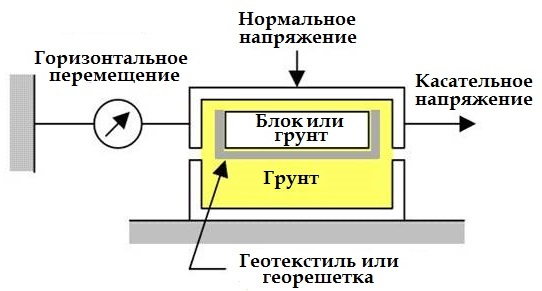 Нормальное
напряжение
Горизонтальное
перемещение
Касательное
напряжение
Блок или
грунт
Грунт
Геотекстиль или
георешетка